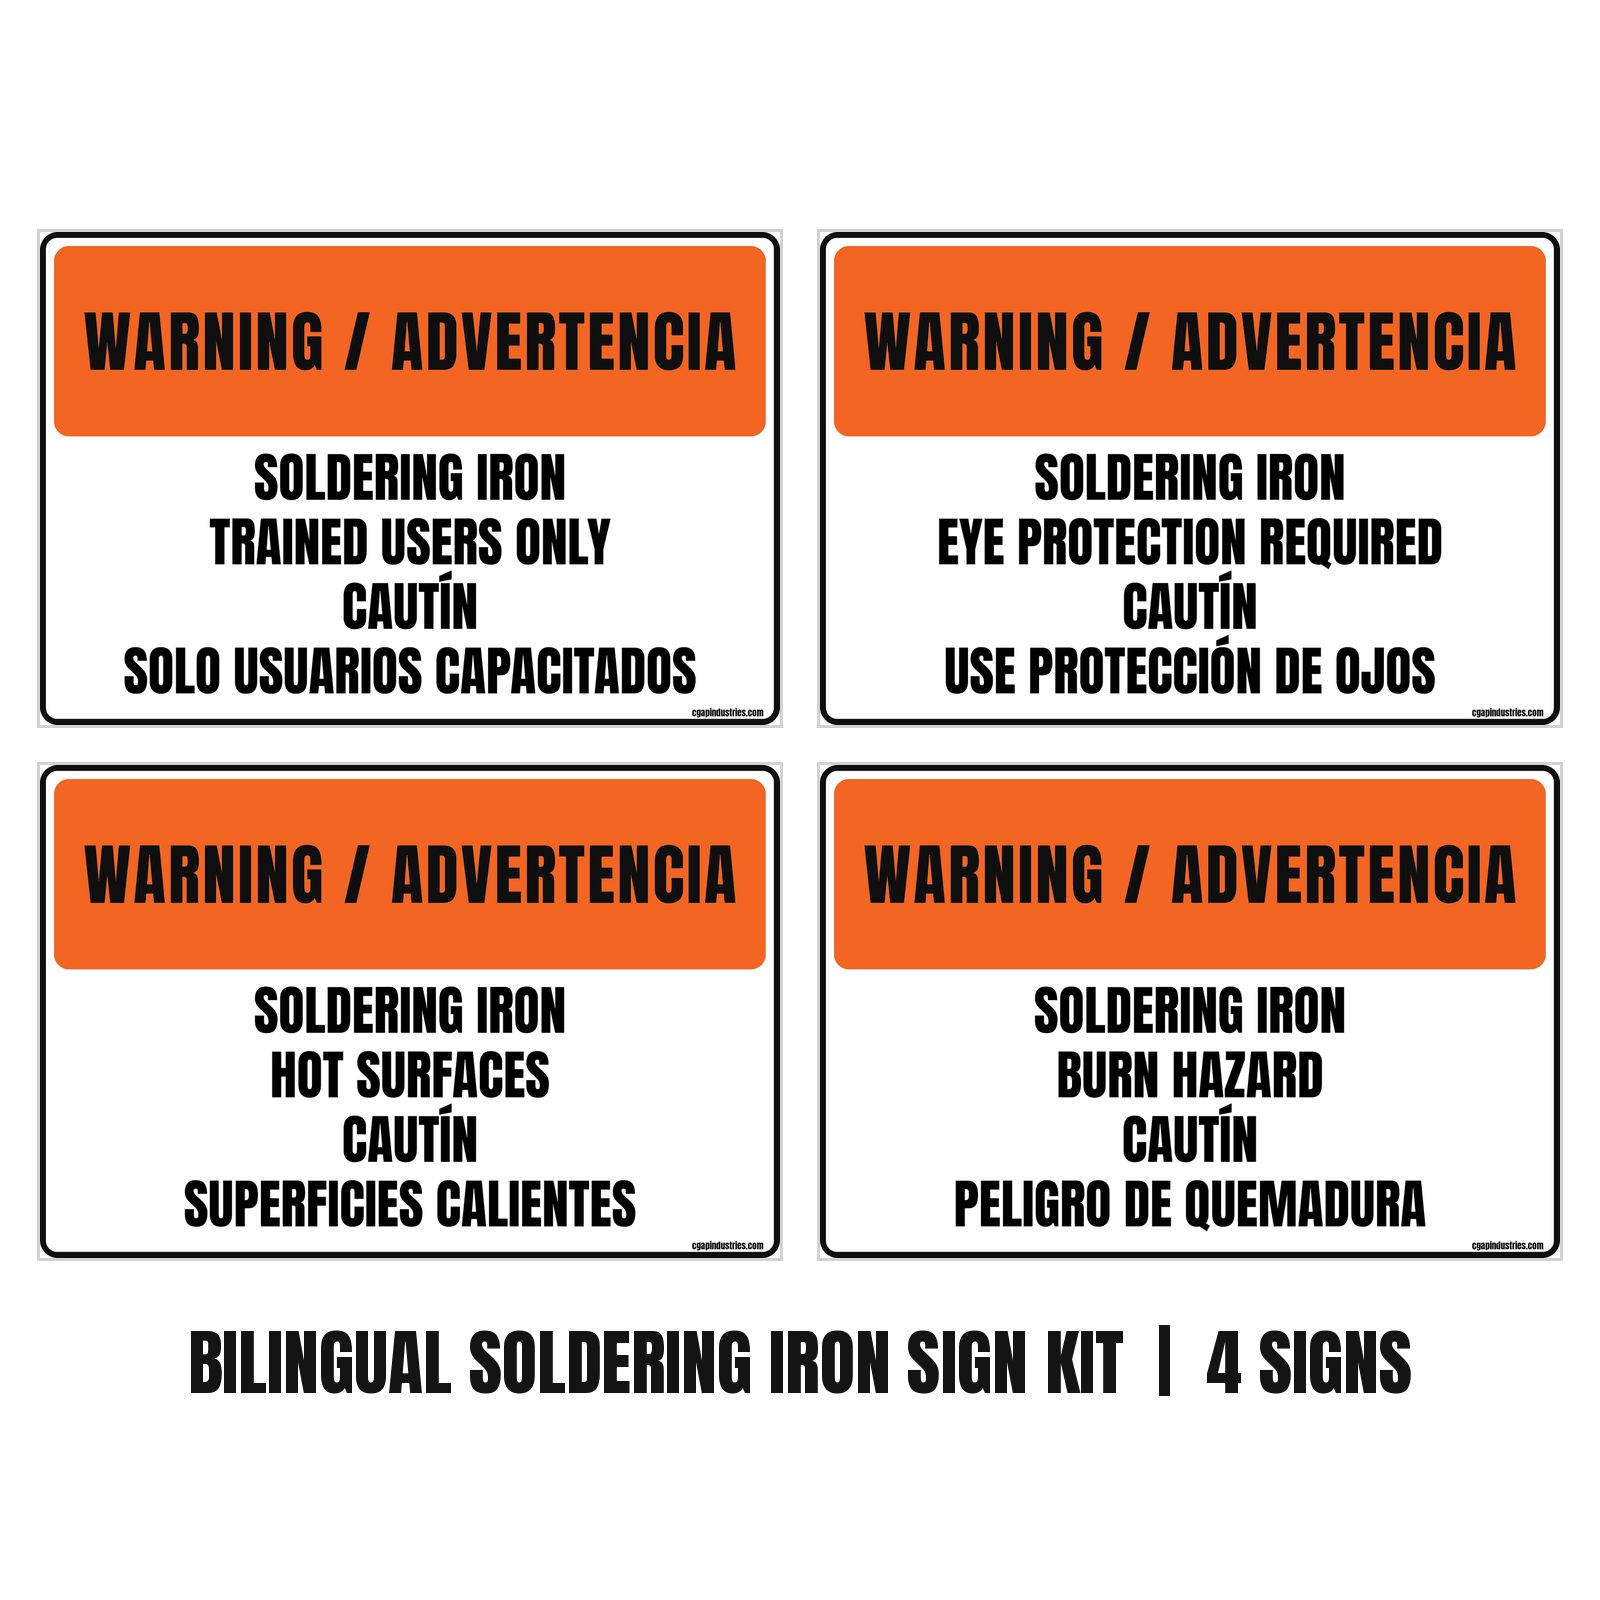 WARNING / ADVERTENCIA
SOLDERING IRON
TRAINED USERS ONLY
CAUTÍN
SOLO USUARIOS CAPACITADOS
cgapindustries.com
WARNING / ADVERTENCIA
SOLDERING IRON
EYE PROTECTION REQUIRED
CAUTÍN
USE PROTECCIÓN DE OJOS
cgapindustries.com
WARNING / ADVERTENCIA
SOLDERING IRON
HOT SURFACES
CAUTÍN
SUPERFICIES CALIENTES
cgapindustries.com
WARNING / ADVERTENCIA
SOLDERING IRON
BURN HAZARD
CAUTÍN
PELIGRO DE QUEMADURA
cgapindustries.com
BILINGUAL SOLDERING IRON SIGN KIT | 4 SIGNS